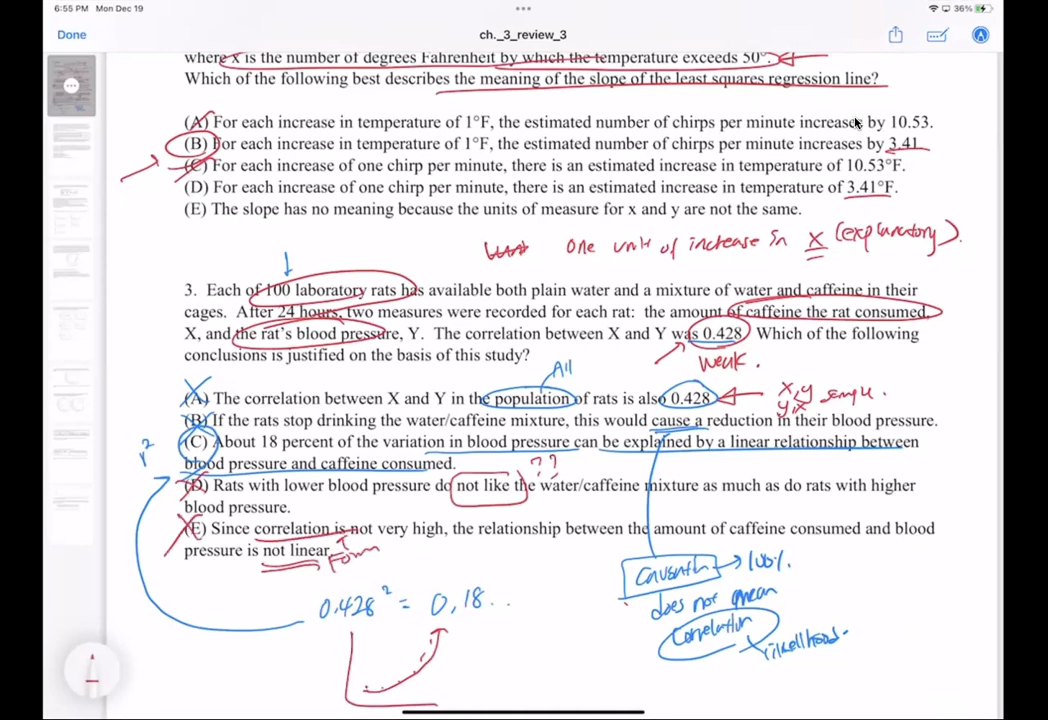 6:55 PM Mon Dec 19
36%
Done
ch._3_review_3
where x is the number of degrees Fahrenheit by which the temperature exceeds 50°.
Which of the following best describes the meaning of the slope of the least squares regression line?
(A) For each increase in temperature of 1°F, the estimated number of chirps per minute increases by 10.53.
(B) For each increase in temperature of 1°F, the estimated number of chirps per minute increases by 3.41.
(C) For each increase of one chirp per minute, there is an estimated increase in temperature of 10.53°F.
(D) For each increase of one chirp per minute, there is an estimated increase in temperature of 3.41°F.
(E) The slope has no meaning because the units of measure for x and y are not the same.
one unit of increase in x (explanatory).
3. Each of 100 laboratory rats has available both plain water and a mixture of water and caffeine in their
cages. After 24 hours, two measures were recorded for each rat: the amount of caffeine the rat consumed,
X, and the rat's blood pressure, Y. The correlation between X and Y was 0.428 Which of the following
conclusions is justified on the basis of this study?
weak.
All
(A) The correlation between X and Y in the population of rats is also 0.428
x,y sample.
y,x
(B) If the rats stop drinking the water/caffeine mixture, this would cause a reduction in their blood pressure.
r²
(C) About 18 percent of the variation in blood pressure can be explained by a linear relationship between
blood pressure and caffeine consumed.
??
(D) Rats with lower blood pressure do not like the water/caffeine mixture as much as do rats with higher
blood pressure.
(E) Since correlation is not very high, the relationship between the amount of caffeine consumed and blood
pressure is not linear.
Form
100%.
0.428² = 0.18...
does not mean
Correlation
likelihood.